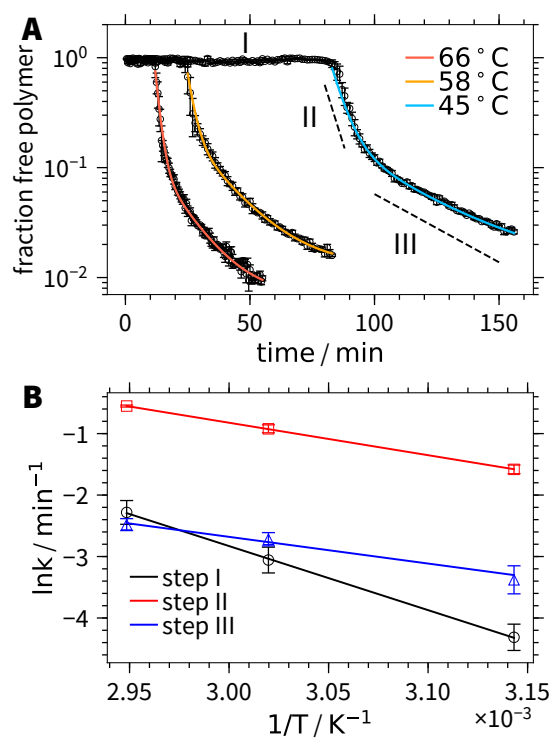 A
I
66 °C
58 °C
45 °C
II
III
fraction free polymer
10⁰
10⁻¹
10⁻²
0 50 100 150
time / min
B
lnk / min⁻¹
−1
−2
−3
−4
step I
step II
step III
2.95 3.00 3.05 3.10 3.15
1/T / K⁻¹
×10⁻³